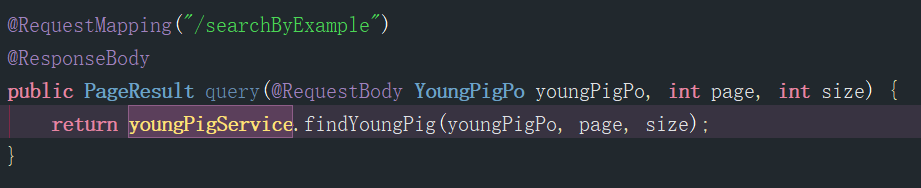 @RequestMapping("/searchByExample")
@ResponseBody
public PageResult query(@RequestBody YoungPigPo youngPigPo, int page, int size) {
    return youngPigService.findYoungPig(youngPigPo, page, size);
}